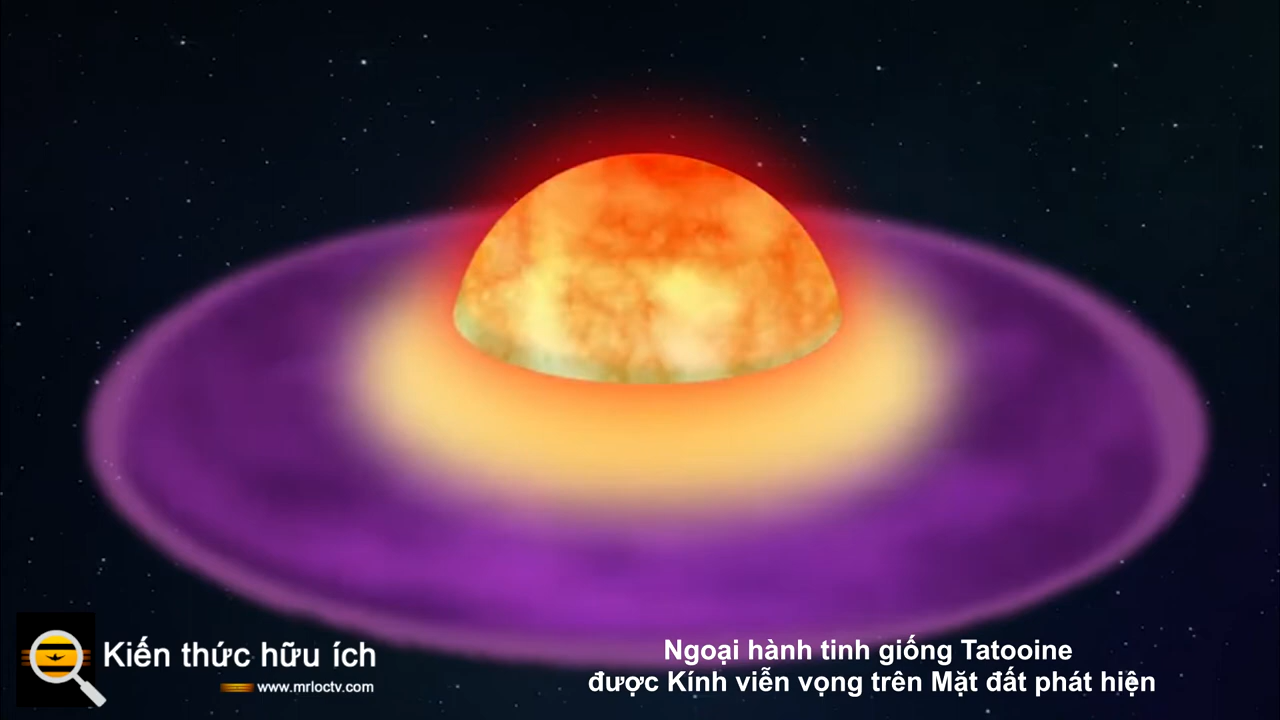 Kiến thức hữu ích
www.mrloctv.com
Ngoại hành tinh giống Tatooine
được Kính viễn vọng trên Mặt đất phát hiện